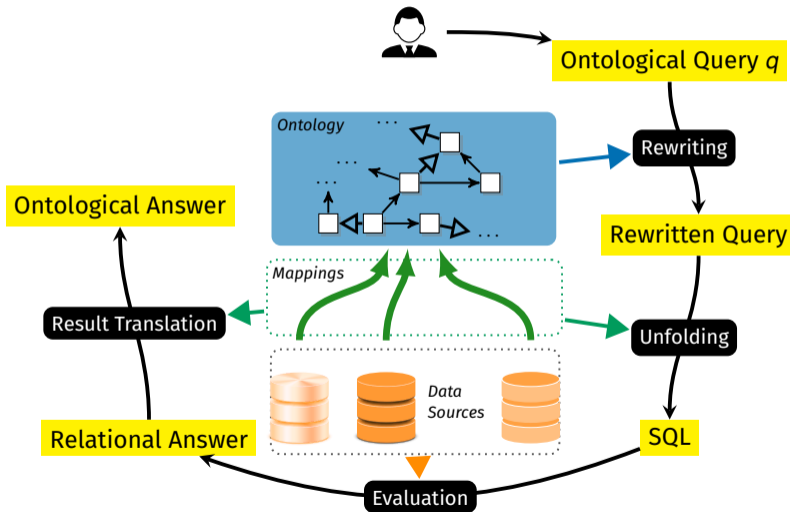 Ontological Query q
Ontology
...
Rewriting
...
...
Ontological Answer
Rewritten Query
...
Mappings
Result Translation
Unfolding
Data
Sources
Relational Answer
SQL
Evaluation